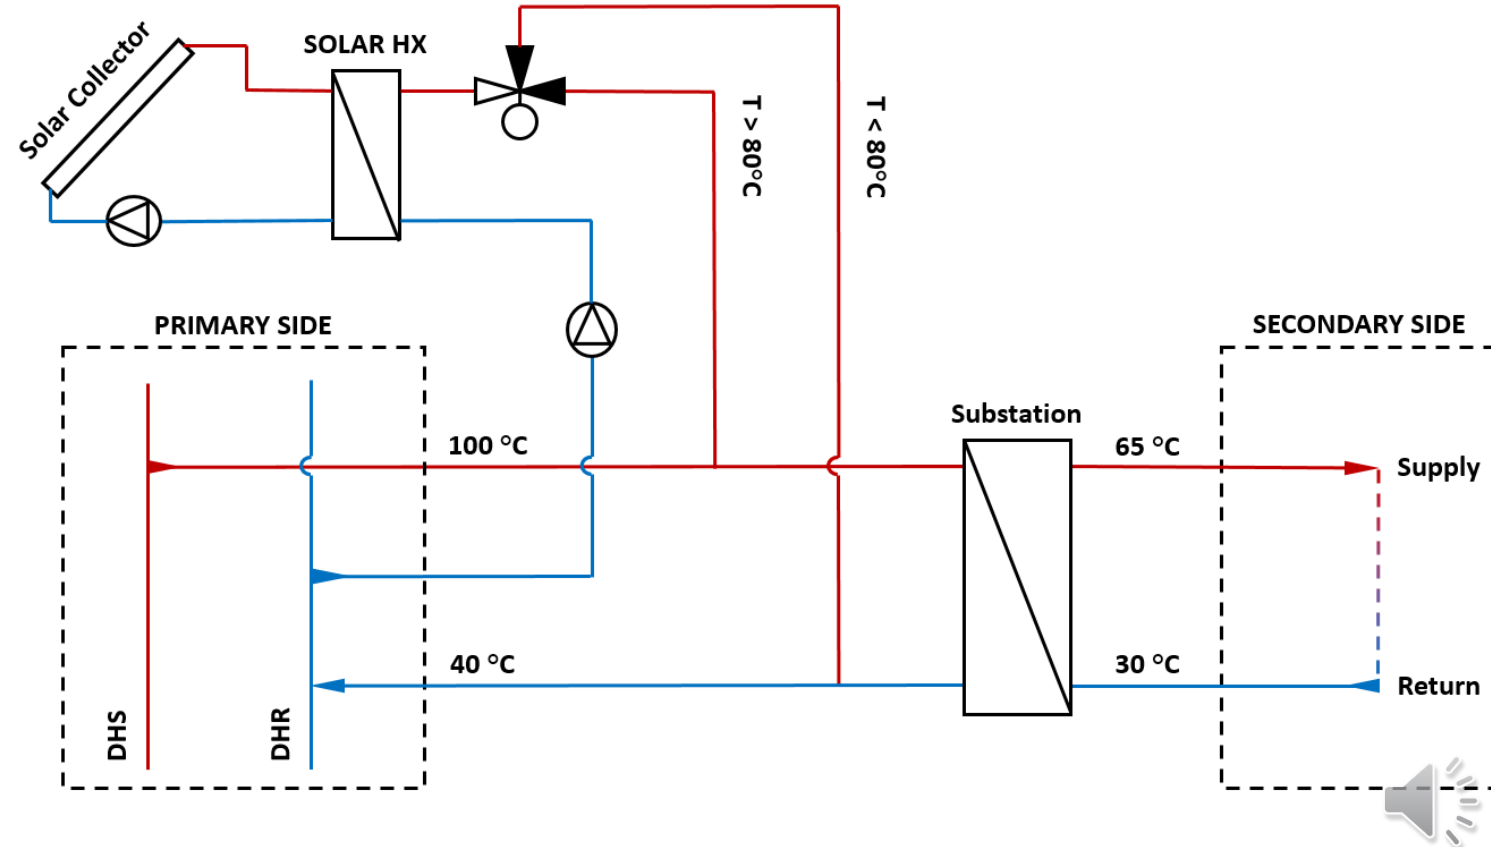 Solar Collector
SOLAR HX
T > 80°C
T < 80°C
PRIMARY SIDE
SECONDARY SIDE
Substation
100 °C
65 °C
Supply
40 °C
30 °C
Return
DHS
DHR